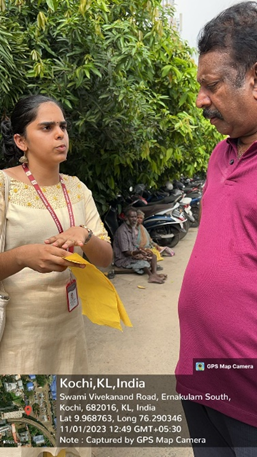 GPS Map Camera
Kochi,KL,India
Swami Vivekanand Road, Ernakulam South,
Kochi, 682016, KL, India
Lat 9.968763, Long 76.290346
11/01/2023 12:49 GMT+05:30
Note : Captured by GPS Map Camera